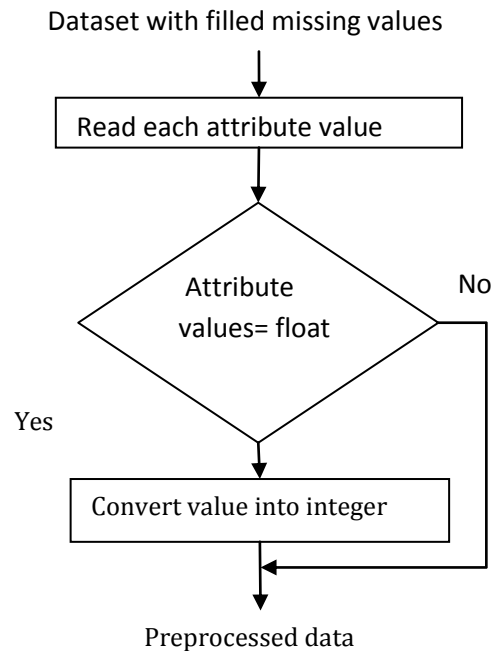 Dataset with filled missing values
Read each attribute value
Attribute
values= float
No
Yes
Convert value into integer
Preprocessed data